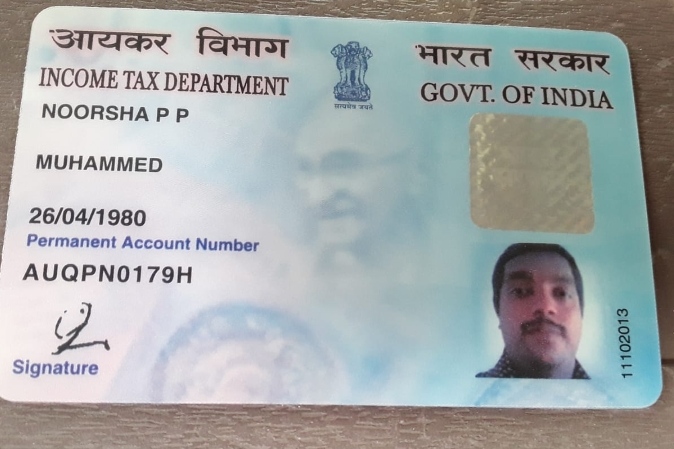 आयकर विभाग
INCOME TAX DEPARTMENT
भारत सरकार
GOVT. OF INDIA
सत्यमेव जयते
NOORSHA P P
MUHAMMED
26/04/1980
Permanent Account Number
AUQPN0179H
Signature
11102013